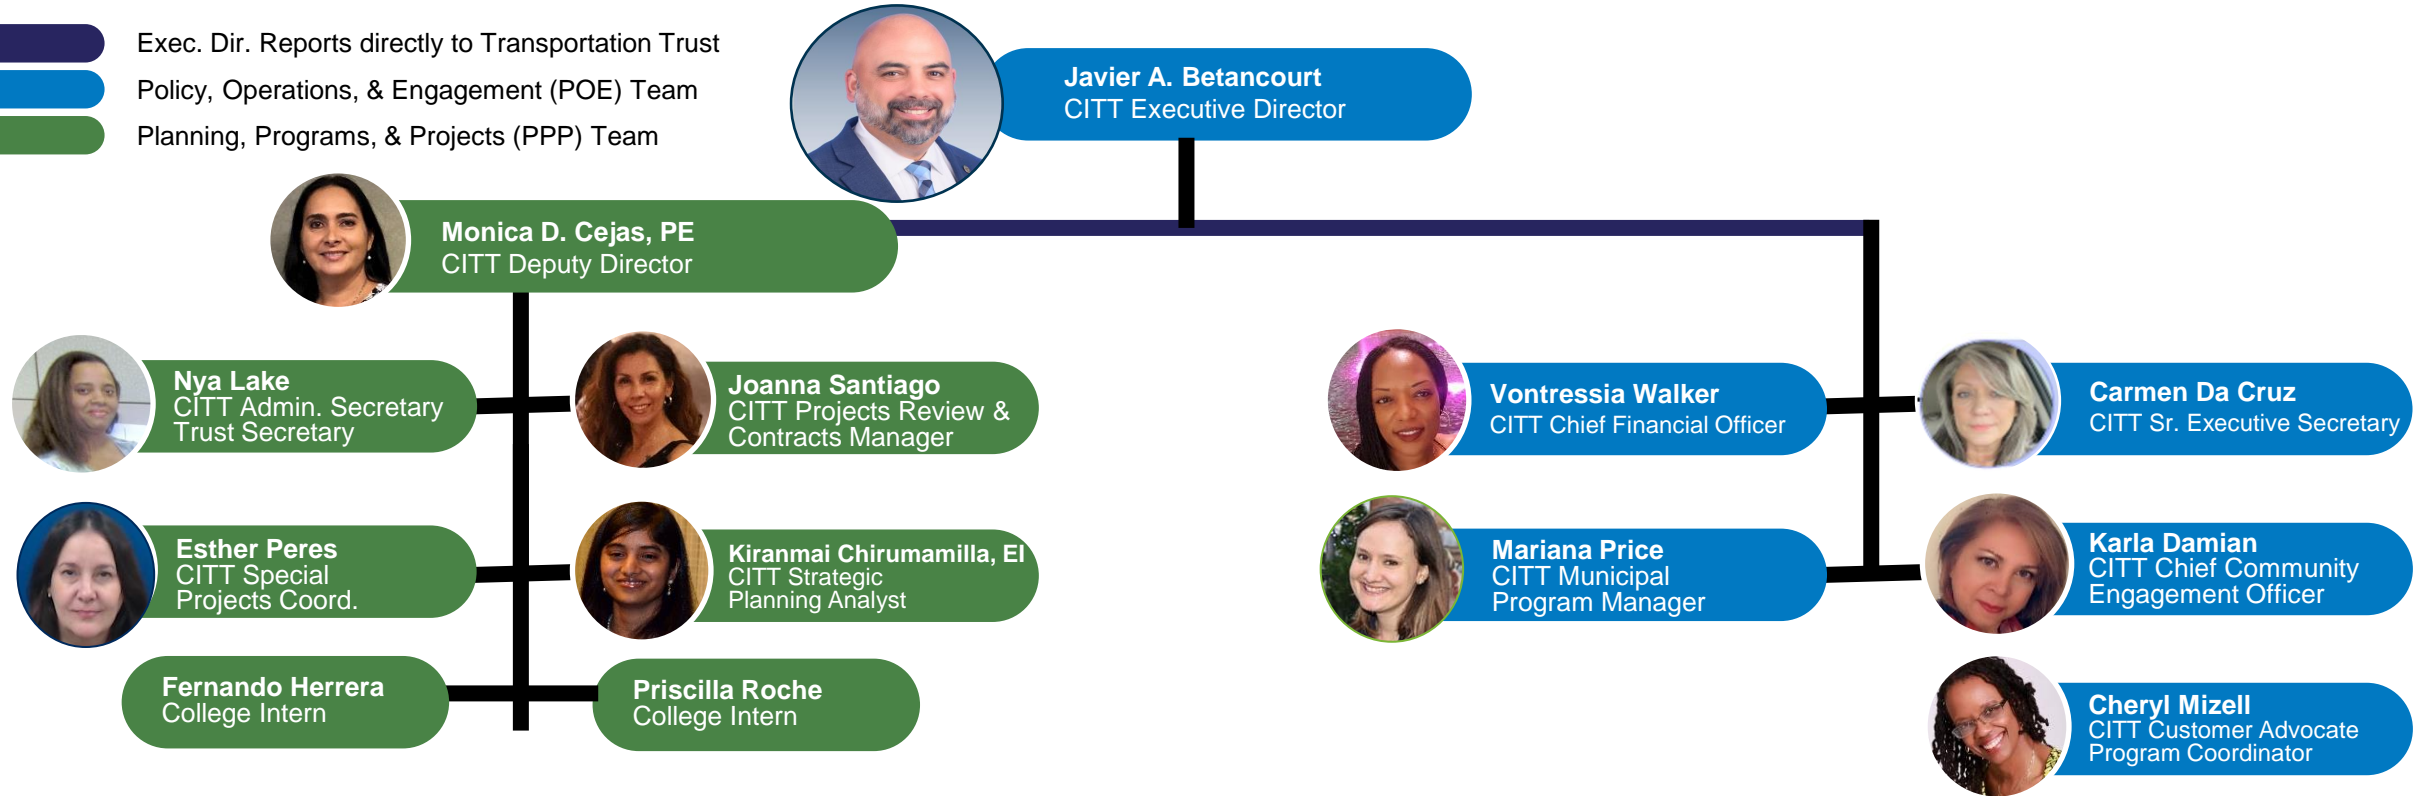 Exec. Dir. Reports directly to Transportation Trust
Policy, Operations, & Engagement (POE) Team
Planning, Programs, & Projects (PPP) Team
Javier A. Betancourt
CITT Executive Director
Monica D. Cejas, PE
CITT Deputy Director
Nya Lake
CITT Admin. Secretary
Trust Secretary
Joanna Santiago
CITT Projects Review &
Contracts Manager
Vontressia Walker
CITT Chief Financial Officer
Carmen Da Cruz
CITT Sr. Executive Secretary
Esther Peres
CITT Special
Projects Coord.
Kiranmai Chirumamilla, EI
CITT Strategic
Planning Analyst
Mariana Price
CITT Municipal
Program Manager
Karla Damian
CITT Chief Community
Engagement Officer
Fernando Herrera
College Intern
Priscilla Roche
College Intern
Cheryl Mizell
CITT Customer Advocate
Program Coordinator